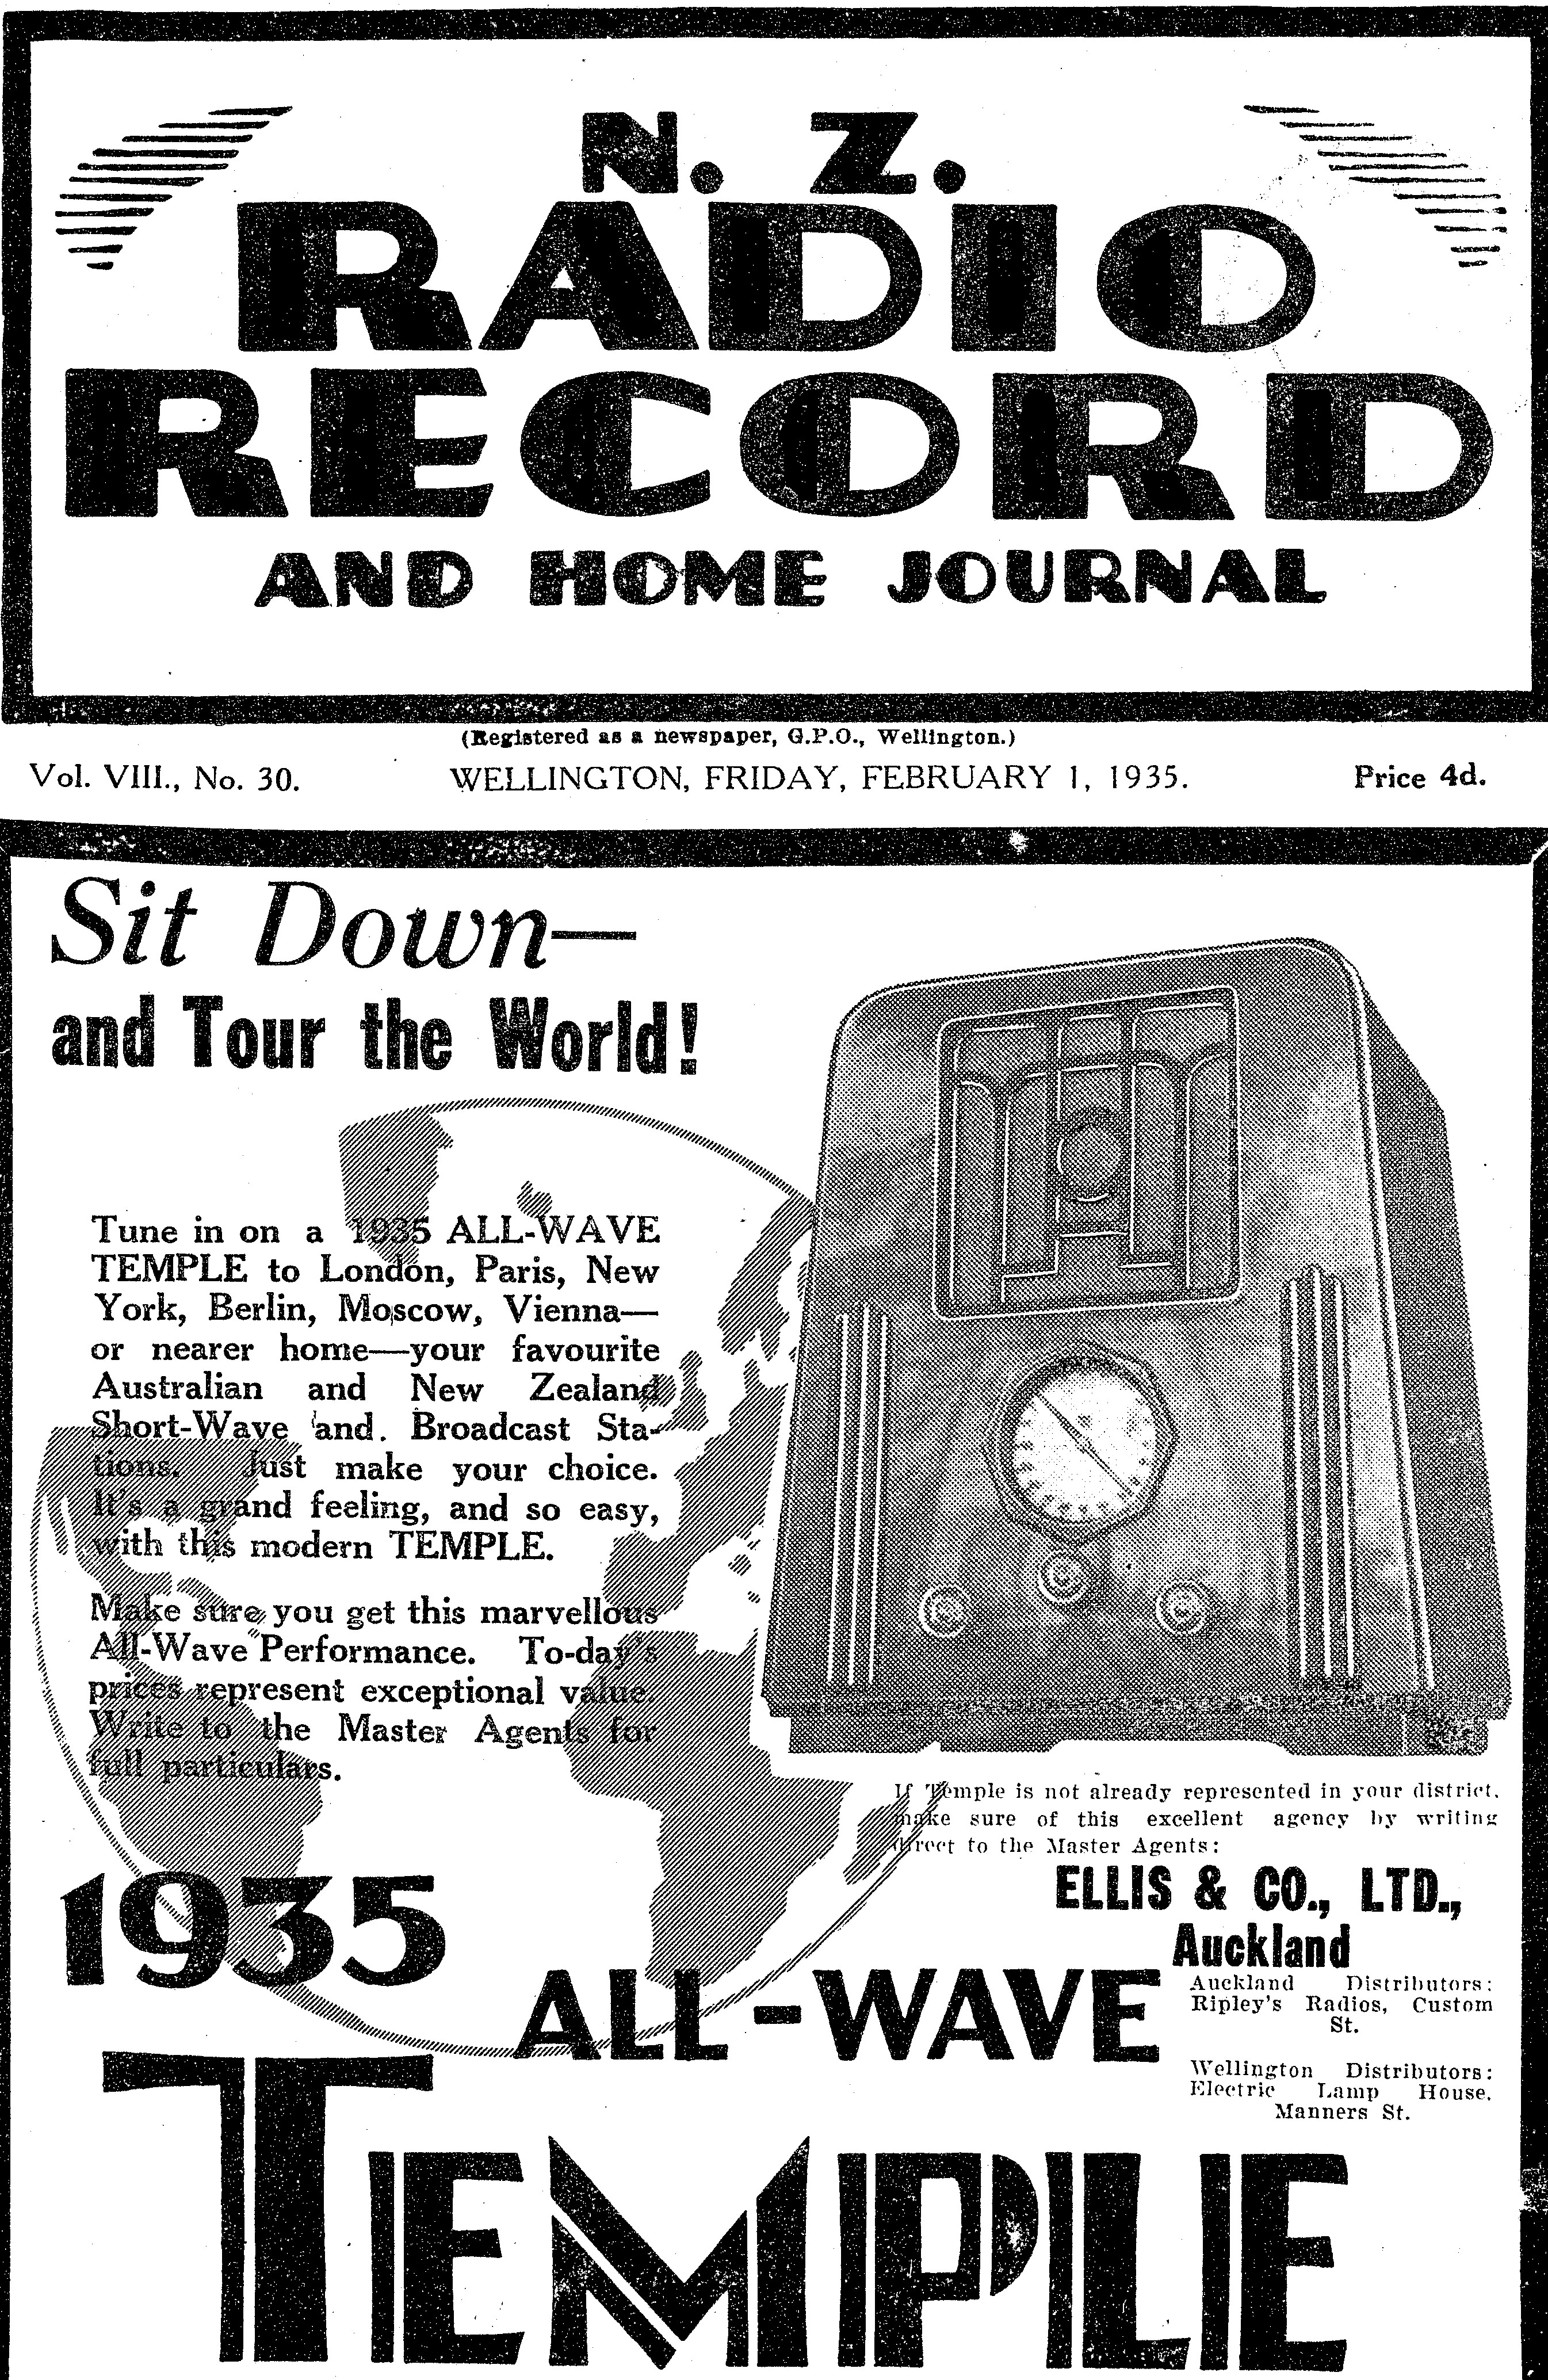 N. Z.
RADIO
RECORD
AND HOME JOURNAL
(Registered as a newspaper, G.P.O., Wellington.)
Vol. VIII., No. 30. WELLINGTON, FRIDAY, FEBRUARY 1, 1935. Price 4d.
Sit Down—
and Tour the World!
Tune in on a 1935 ALL-WAVE
TEMPLE to London, Paris, New
York, Berlin, Moscow, Vienna—
or nearer home—your favourite
Australian and New Zealand
Short-Wave and. Broadcast Sta-
tions. Just make your choice.
It's a grand feeling, and so easy,
with this modern TEMPLE.
Make sure you get this marvellous
All-Wave Performance. To-day's
prices represent exceptional value.
Write to the Master Agents for
full particulars.
If Temple is not already represented in your district,
make sure of this excellent agency by writing
direct to the Master Agents:
ELLIS & CO., LTD.,
Auckland
Auckland Distributors:
Ripley's Radios, Custom
St.
Wellington Distributors:
Electric Lamp House,
Manners St.
1935
ALL-WAVE
TEMPLE